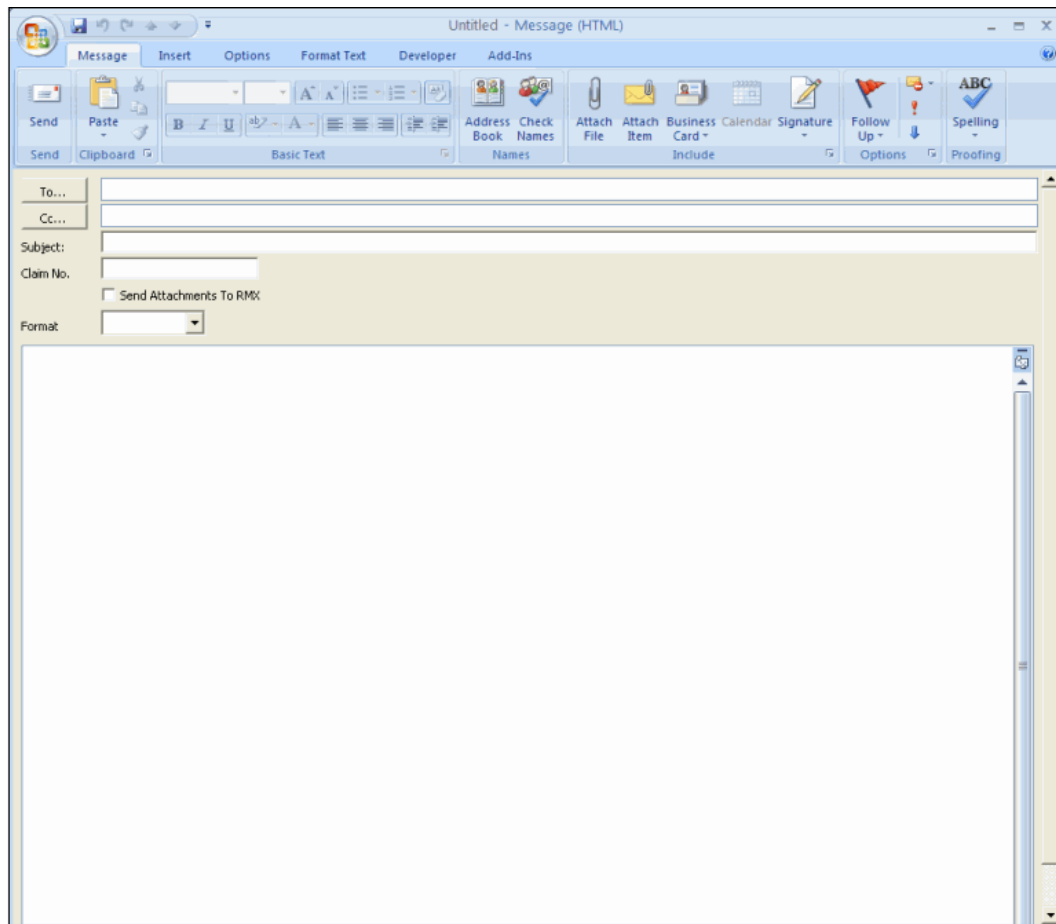 Untitled - Message (HTML)
Message Insert Options Format Text Developer Add-Ins
Send Paste B I U ab A A A Address Book Check Names Attach File Attach Item Business Card Calendar Signature Follow Up ABC Spelling
Send Clipboard Basic Text Names Include Options Proofing
To...
Cc...
Subject:
Claim No.
Send Attachments To RMX
Format